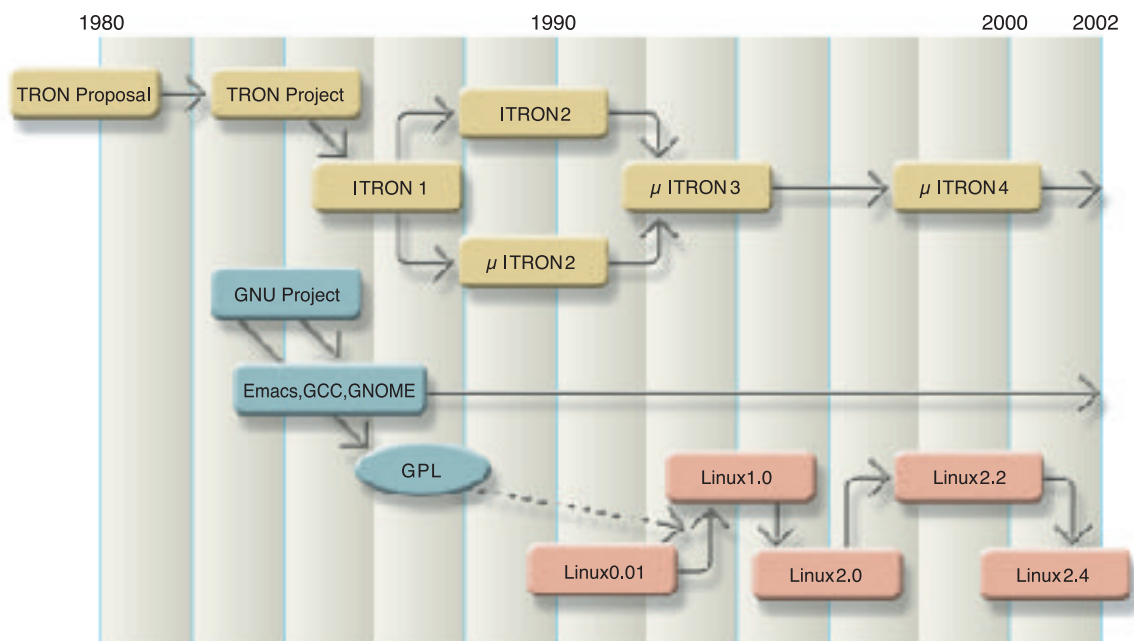 1980 1990 2000 2002
TRON Proposal
TRON Project
ITRON2
ITRON 1
µ ITRON3
µ ITRON4
µ ITRON2
GNU Project
Emacs,GCC,GNOME
GPL
Linux1.0
Linux2.2
Linux0.01
Linux2.0
Linux2.4